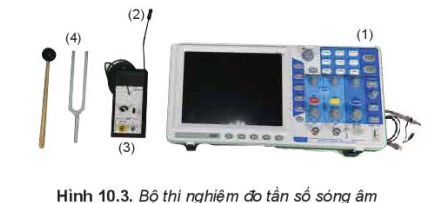 (2)
(1)
(4)
(3)
Hình 10.3. Bộ thí nghiệm đo tần số sóng âm